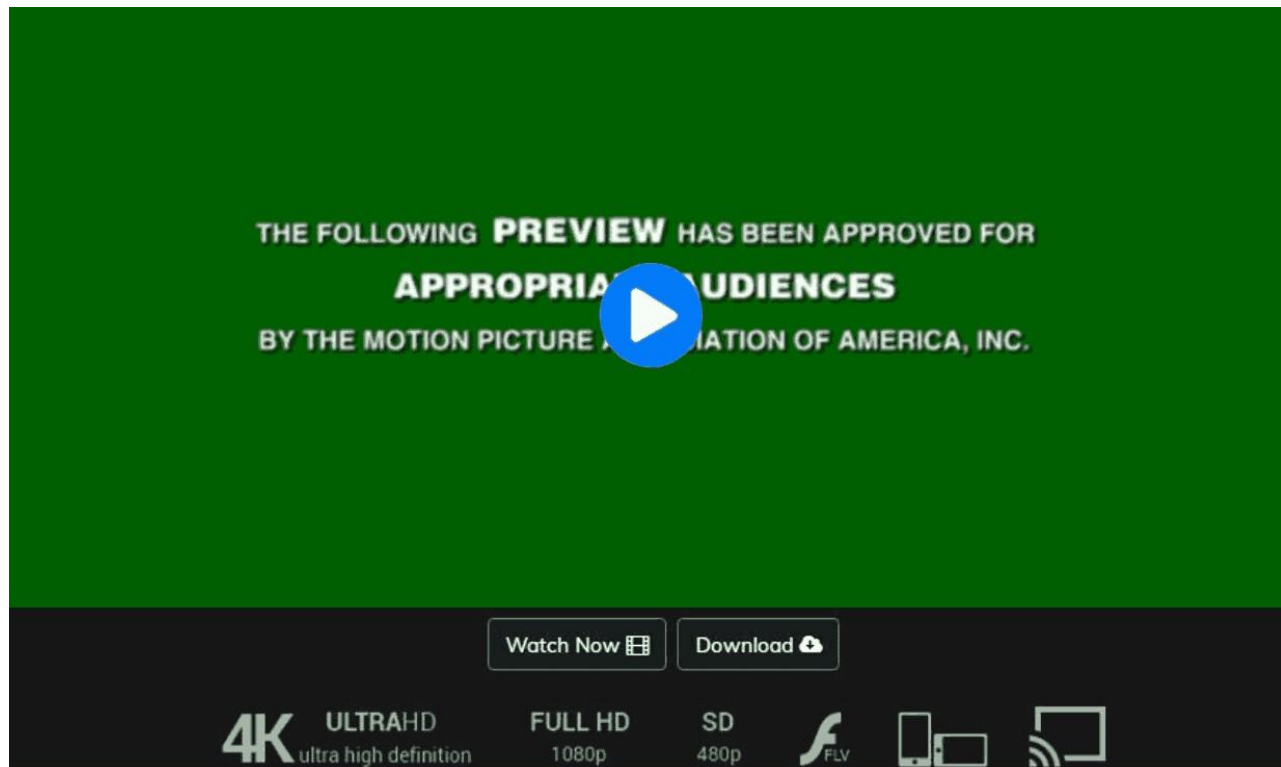 THE FOLLOWING PREVIEW HAS BEEN APPROVED FOR
UDIENCES
BY THE MOTION PICTURE OF AMERICA, INC.
Watch Now Download
4K ULTRAHD FULL HD SD
ultra high definition 1080p 480p FLV